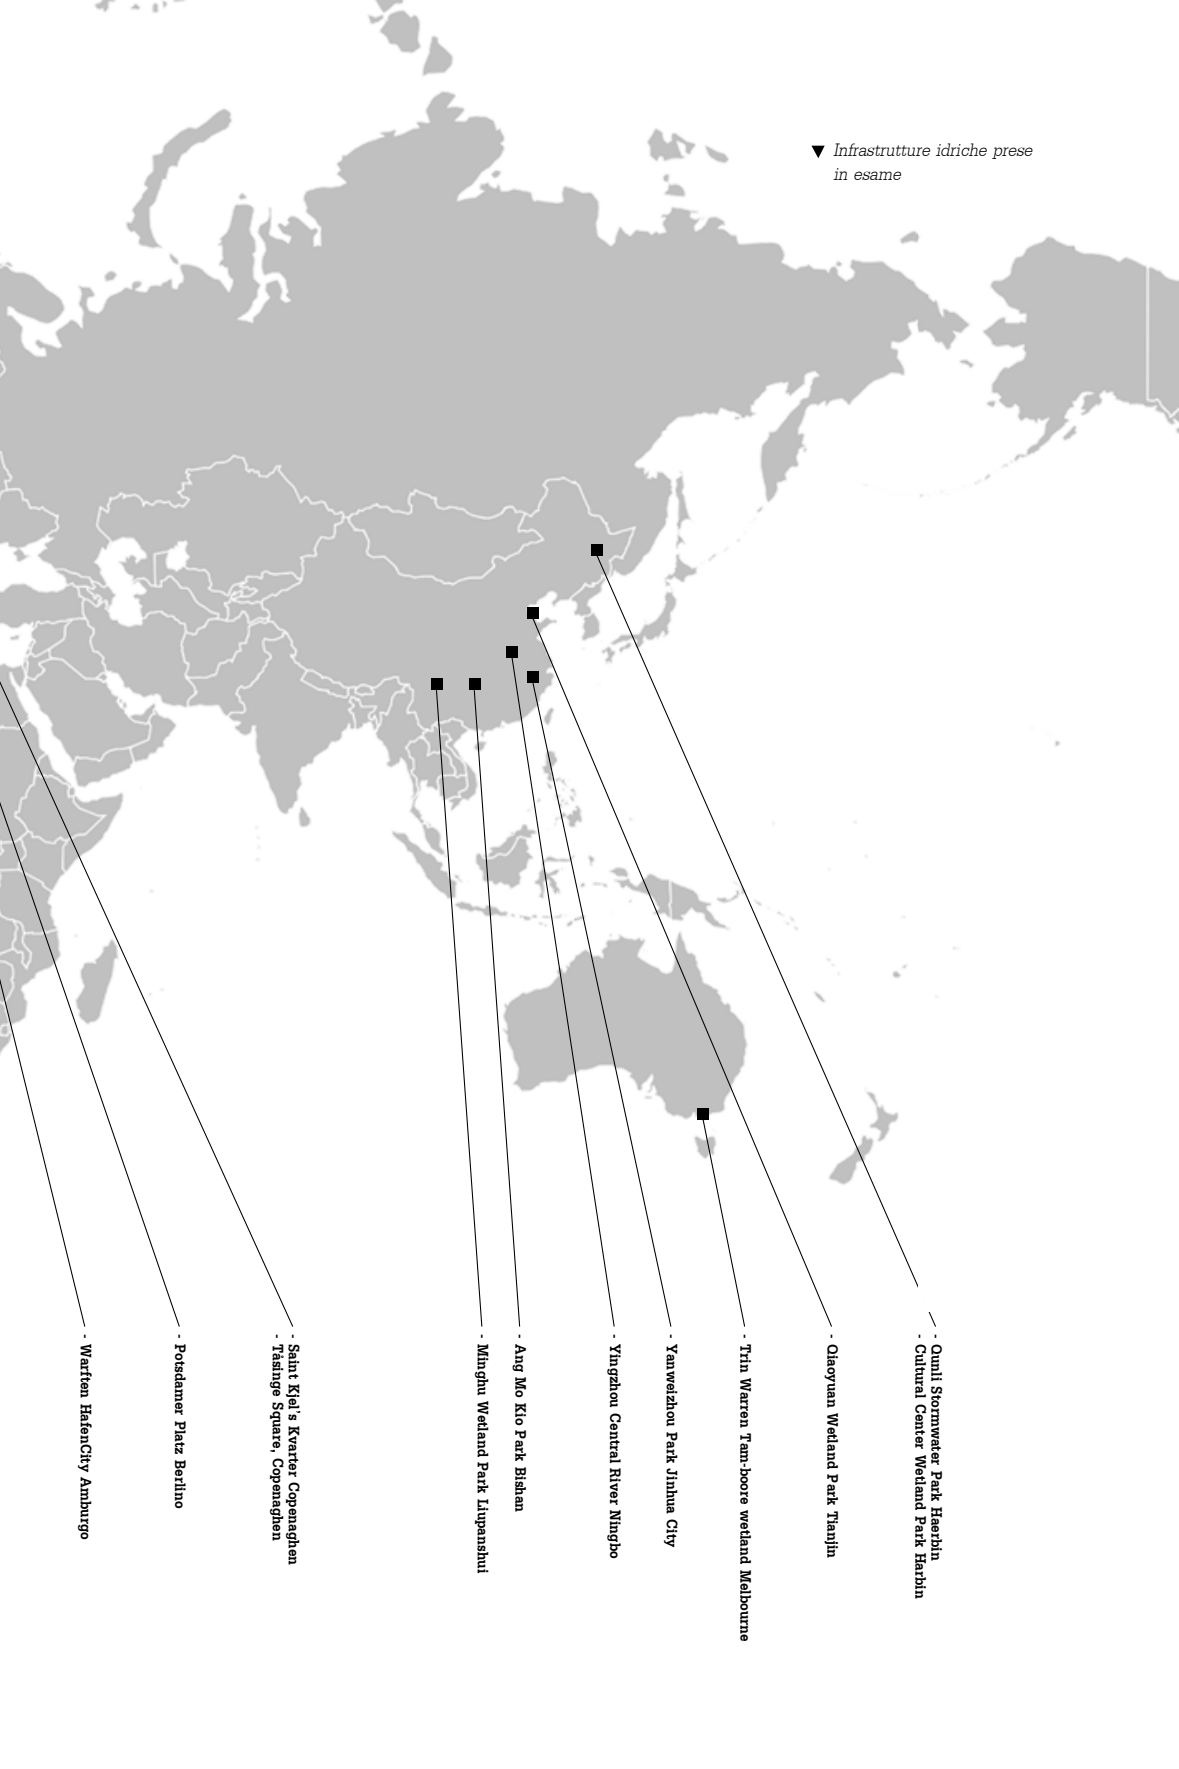 ▼ Infrastrutture idriche prese
in esame
- Warften HafenCity Amburgo
- Potsdamer Platz Berlino
- Saint Kjel's Kvarter Copenaghen
- Tåsinge Square, Copenaghen
- Minghu Wetland Park Liupanshui
- Ang Mo Kio Park Bishan
- Yingzhou Central River Ningbo
- Yanweizhou Park Jinhua City
- Trin Warren Tam-boore wetland Melbourne
- Qiaoyuan Wetland Park Tianjin
- Qunli Stormwater Park Haerbin
- Cultural Center Wetland Park Harbin